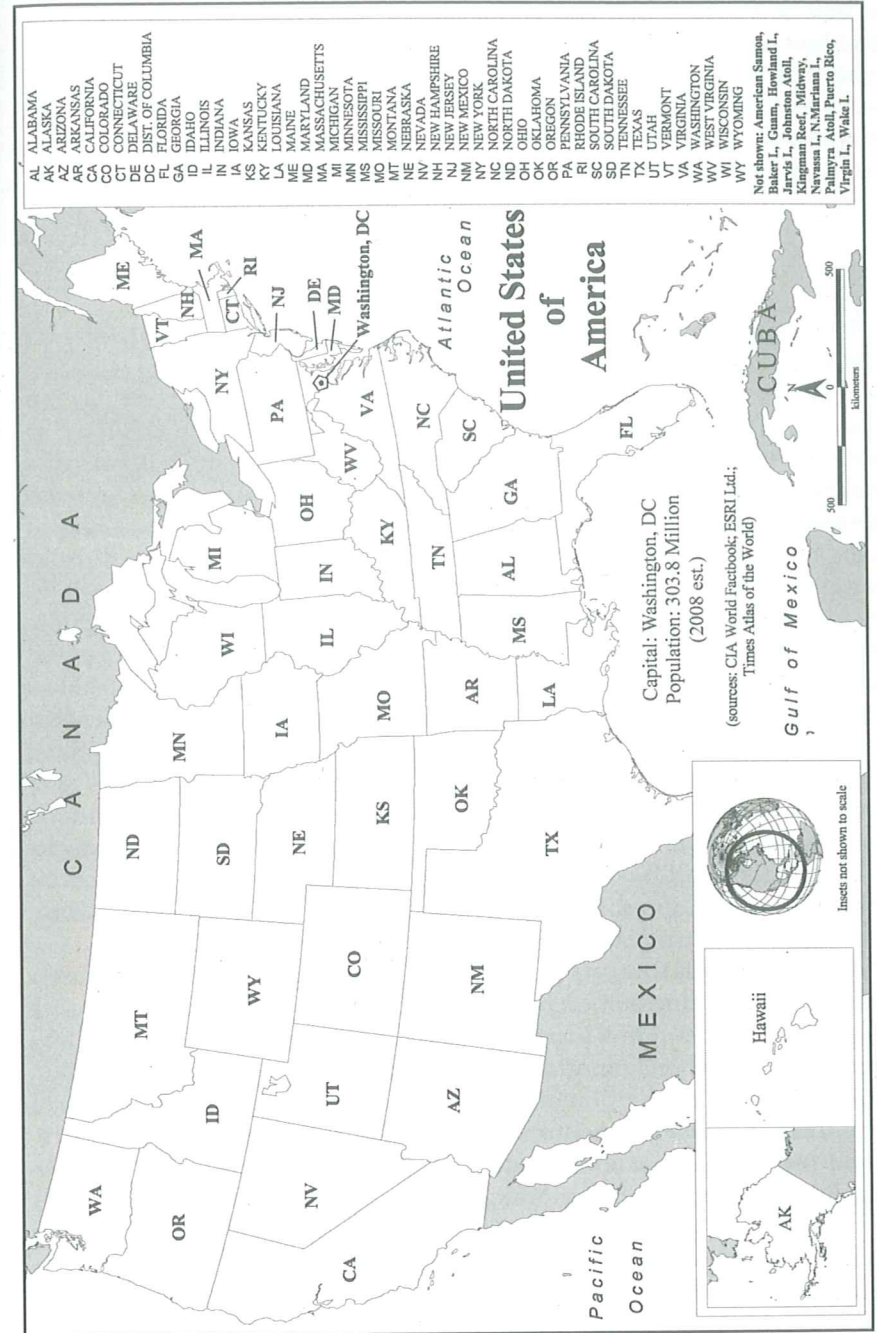 C A N A D A
WA
OR
CA
NV
ID
MT
WY
UT
AZ
CO
NM
ND
SD
NE
KS
OK
TX
MN
IA
MO
AR
LA
WI
IL
MS
MI
IN
KY
TN
AL
OH
WV
GA
FL
SC
NC
VA
PA
NY
VT
NH
ME
MA
RI
CT
NJ
DE
MD
Washington, DC
Atlantic
Ocean
United States
of
America
Capital: Washington, DC
Population: 303.8 Million
(2008 est.)
(sources: CIA World Factbook; ESRI Ltd.;
Times Atlas of the World)
Gulf of Mexico
MEXICO
CUBA
N
500
0
500
kilometers
Pacific
Ocean
AK
Hawaii
Insets not shown to scale
AL ALABAMA
AK ALASKA
AZ ARIZONA
AR ARKANSAS
CA CALIFORNIA
CO COLORADO
CT CONNECTICUT
DE DELAWARE
DC DIST. OF COLUMBIA
FL FLORIDA
GA GEORGIA
ID IDAHO
IL ILLINOIS
IN INDIANA
IA IOWA
KS KANSAS
KY KENTUCKY
LA LOUISIANA
ME MAINE
MD MARYLAND
MA MASSACHUSETTS
MI MICHIGAN
MN MINNESOTA
MS MISSISSIPPI
MO MISSOURI
MT MONTANA
NE NEBRASKA
NV NEVADA
NH NEW HAMPSHIRE
NJ NEW JERSEY
NM NEW MEXICO
NY NEW YORK
NC NORTH CAROLINA
ND NORTH DAKOTA
OH OHIO
OK OKLAHOMA
OR OREGON
PA PENNSYLVANIA
RI RHODE ISLAND
SC SOUTH CAROLINA
SD SOUTH DAKOTA
TN TENNESSEE
TX TEXAS
UT UTAH
VT VERMONT
VA VIRGINIA
WA WASHINGTON
WV WEST VIRGINIA
WI WISCONSIN
WY WYOMING
Not shown: American Samoa,
Baker I., Guam, Howland I.,
Jarvis I., Johnston Atoll,
Kingman Reef, Midway,
Navassa I., N.Mariana I.,
Palmyra Atoll, Puerto Rico,
Virgin I., Wake I.